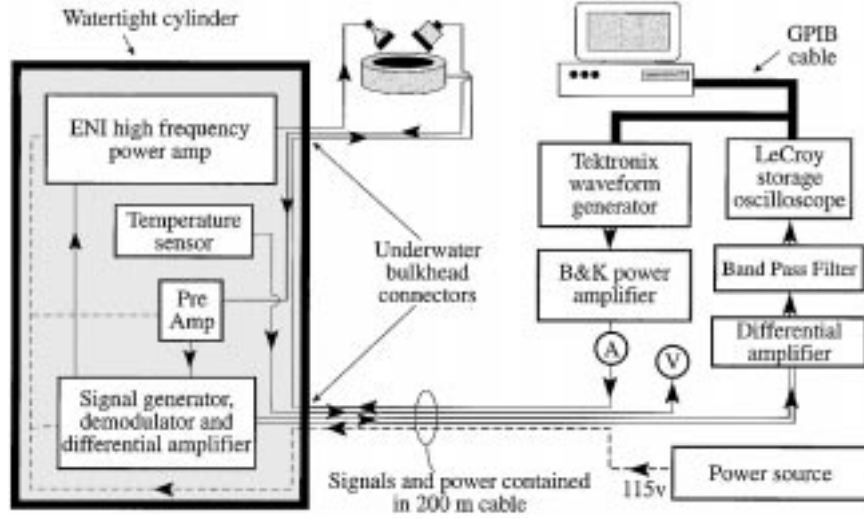 Watertight cylinder
GPIB
cable
ENI high frequency
power amp
Tektronix
waveform
generator
LeCroy
storage
oscilloscope
Temperature
sensor
Underwater
bulkhead
connectors
B&K power
amplifier
Band Pass Filter
Pre
Amp
Differential
amplifier
A
V
Signal generator,
demodulator and
differential amplifier
Signals and power contained
in 200 m cable
115v
Power source